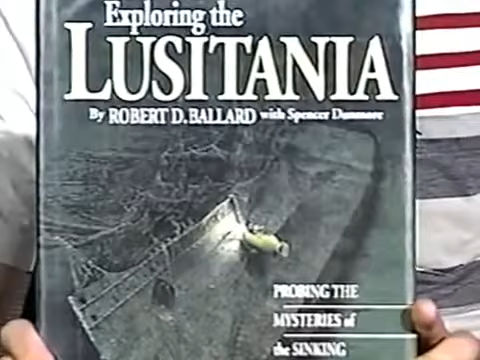 Exploring the
LUSITANIA
By ROBERT D. BALLARD with Spencer Dunmore
PROBING THE
MYSTERIES of
the SINKING